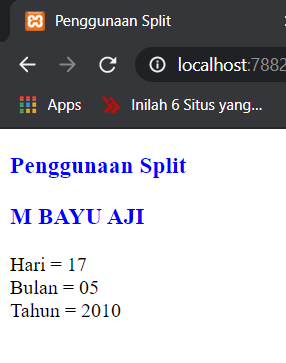 Penggunaan Split
localhost:7882
Apps
Inilah 6 Situs yang...
Penggunaan Split
M BAYU AJI
Hari = 17
Bulan = 05
Tahun = 2010